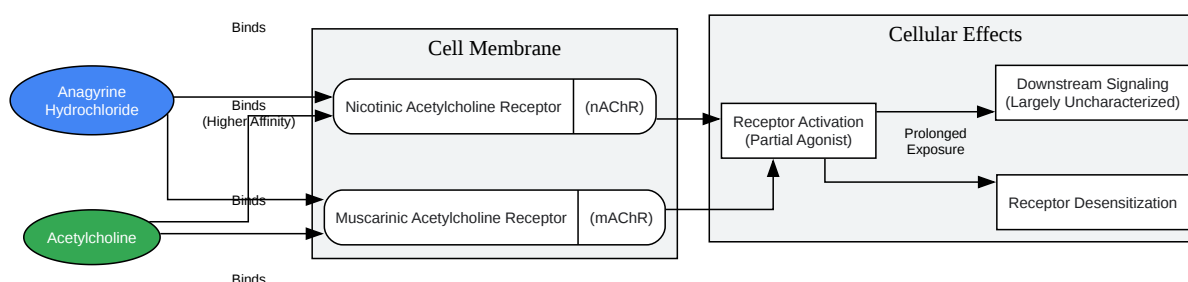 Binds
Cell Membrane
Cellular Effects
Anagyrine
Hydrochloride
Binds
(Higher Affinity)
Nicotinic Acetylcholine Receptor
(nAChR)
Receptor Activation
(Partial Agonist)
Downstream Signaling
(Largely Uncharacterized)
Prolonged
Exposure
Binds
Acetylcholine
Muscarinic Acetylcholine Receptor
(mAChR)
Receptor Desensitization
Binds